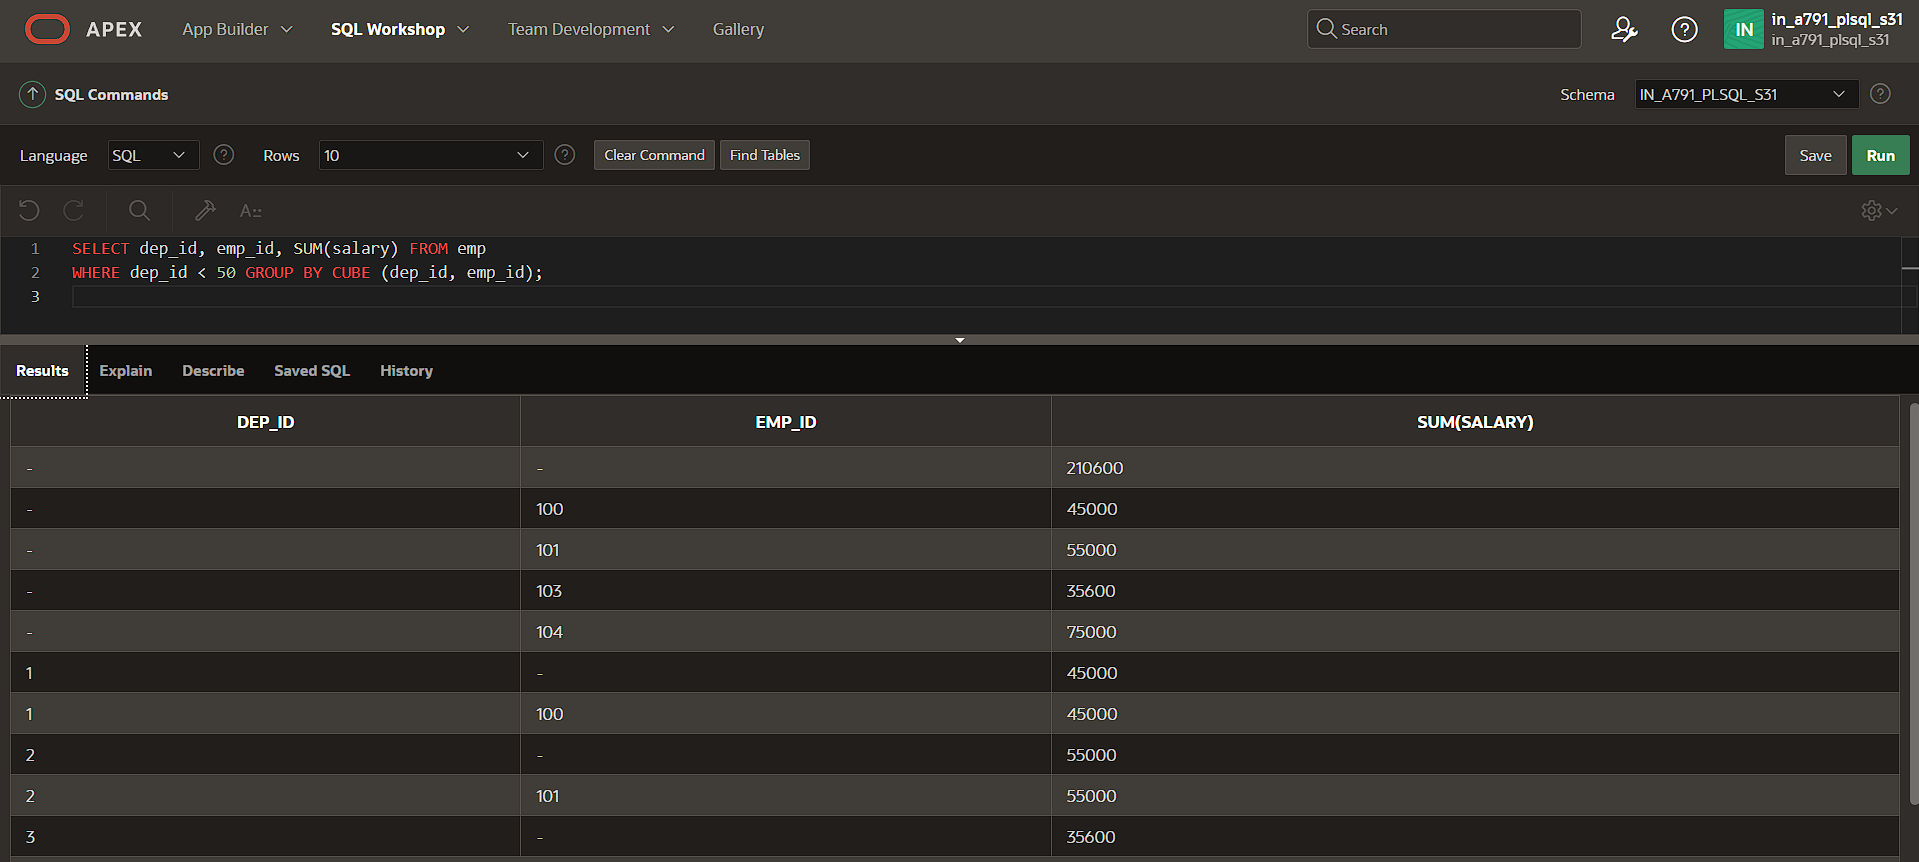 APEX App Builder SQL Workshop Team Development Gallery Search IN in_a791_plsql_s31
in_a791_plsql_s31
SQL Commands Schema IN_A791_PLSQL_S31
Language SQL Rows 10 Clear Command Find Tables Save Run
1 SELECT dep_id, emp_id, SUM(salary) FROM emp
2 WHERE dep_id < 50 GROUP BY CUBE (dep_id, emp_id);
3
Results Explain Describe Saved SQL History
DEP_ID EMP_ID SUM(SALARY)
- - 210600
- 100 45000
- 101 55000
- 103 35600
- 104 75000
1 - 45000
1 100 45000
2 - 55000
2 101 55000
3 - 35600